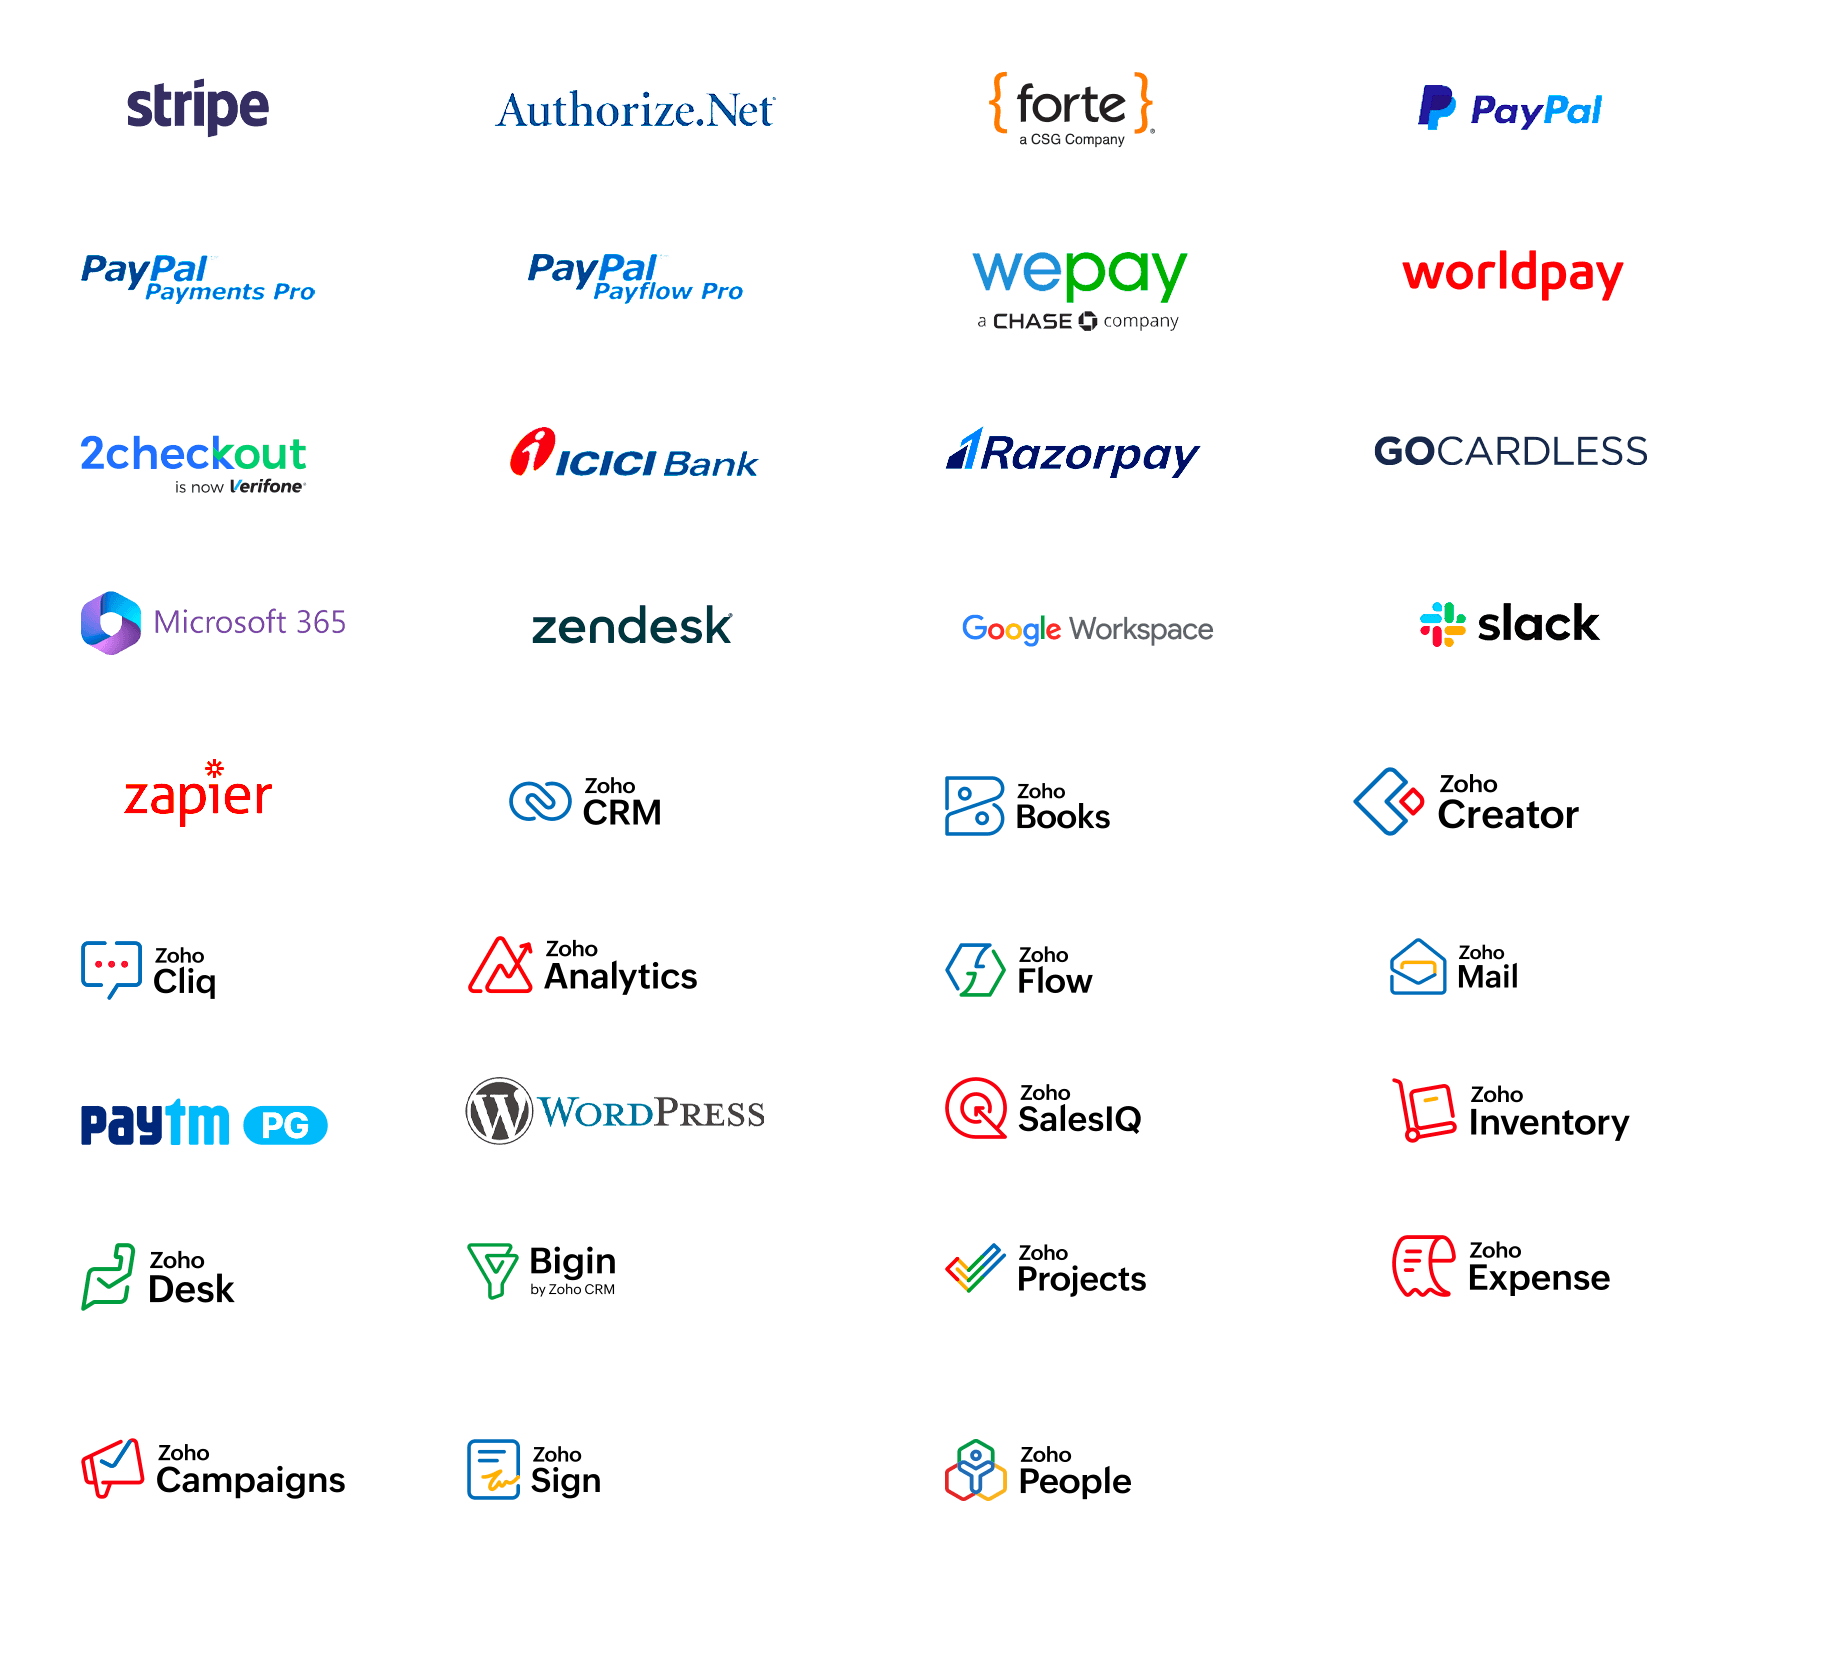 stripe
Authorize.Net
{forte}®
a CSG Company
PayPal
PayPal
Payments Pro
PayPal
Payflow Pro
wepay
a CHASE company
worldpay
2checkout
is now Verifone
ICICI Bank
Razorpay
GOCARDLESS
Microsoft 365
zendesk
Google Workspace
slack
zapier
Zoho
CRM
Zoho
Books
Zoho
Creator
Zoho
Cliq
Zoho
Analytics
Zoho
Flow
Zoho
Mail
paytm PG
WORDPRESS
Zoho
SalesIQ
Zoho
Inventory
Zoho
Desk
Bigin
by Zoho CRM
Zoho
Projects
Zoho
Expense
Zoho
Campaigns
Zoho
Sign
Zoho
People